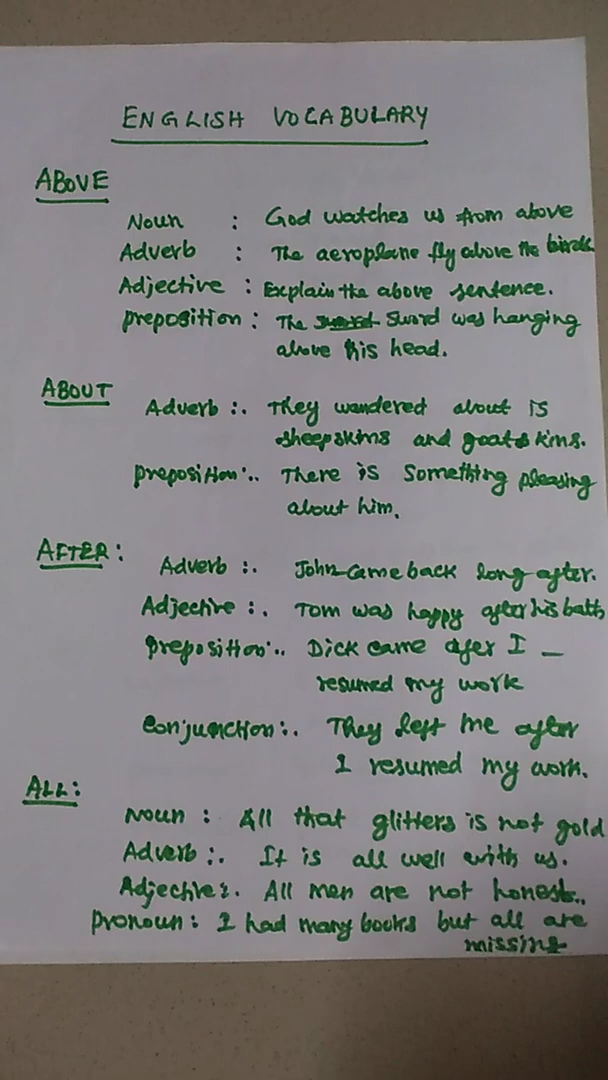 ENGLISH VOCABULARY
ABOVE
Noun : God watches us from above
Adverb : The aeroplane fly above the birds
Adjective : Explain the above sentence.
preposition : The Sword was hanging
above his head.
ABOUT
Adverb :. They wandered about is
sheepskins and goatskins.
preposition :. There is Something pleasing
about him.
AFTER :
Adverb :. John came back long after.
Adjective :. Tom was happy after his bath
preposition :. Dick came after I –
resumed my work
Conjunction :. They left me after
I resumed my work.
ALL :
Noun : All that glitters is not gold
Adverb :. It is all well with us.
Adjective :. All men are not honest..
Pronoun : I had many books but all are
missing